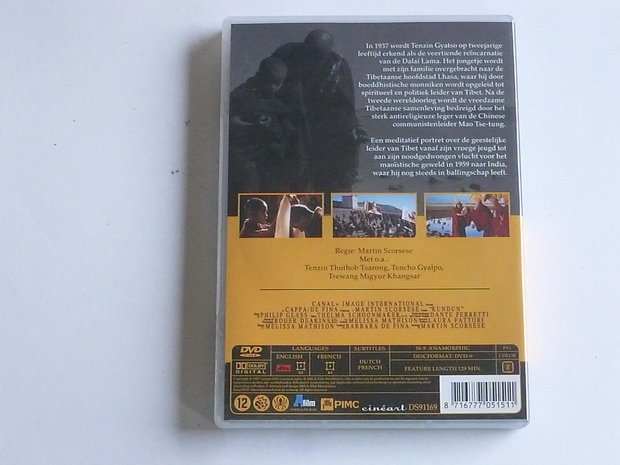 In 1937 wordt Tenzin Gyatso op tweejarige
leeftijd erkend als de veertiende reïncarnatie
van de Dalai Lama. Het jongetje wordt
met zijn familie overgebracht naar de
Tibetaanse hoofdstad Lhasa, waar hij door
boeddhistische monniken wordt opgeleid tot
spiritueel en politiek leider van Tibet. Na de
tweede wereldoorlog wordt de vreedzame
Tibetaanse samenleving bedreigd door het
sterk antireligieuze leger van de Chinese
communistenleider Mao Tse-tung.
Een meditatief portret over de geestelijke
leider van Tibet vanaf zijn vroege jeugd tot
aan zijn noodgedwongen vlucht voor het
maoïstische geweld in 1959 naar India,
waar hij nog steeds in ballingschap leeft.
Regie: Martin Scorsese
Met o.a.:
Tenzin Thuthob Tsarong, Tencho Gyalpo,
Tsewang Migyur Khangsar
CANAL+ IMAGE INTERNATIONAL
CAPPA/DE FINA MARTIN SCORSESE "KUNDUN"
PHILIP GLASS THELMA SCHOONMAKER DANTE FERRETTI
ROGER DEAKINS MELISSA MATHISON LAURA FATTORI
MELISSA MATHISON BARBARA DE FINA MARTIN SCORSESE
DVD LANGUAGES SUBTITLES 16:9 ANAMORPHIC PAL
ENGLISH FRENCH DUTCH FRENCH DISCFORMAT: DVD-9 COLOR
DOLBY DIGITAL dts 5.1 5.1 FEATURE LENGTH 129 MIN. 2
12 A film PIMC cinéart DS91169
8 716777 051511